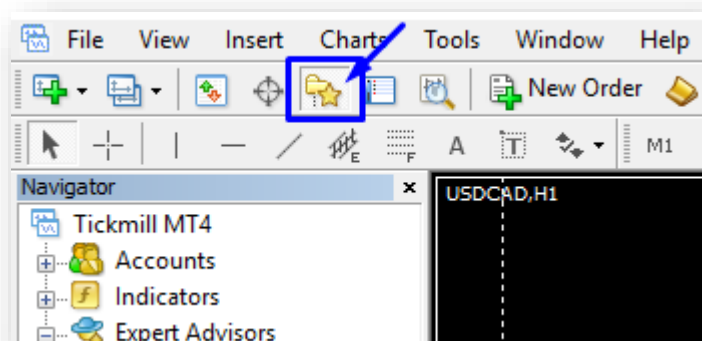 File View Insert Charts Tools Window Help
New Order
E F A T M1
Navigator
USDCAD,H1
Tickmill MT4
Accounts
f Indicators
Expert Advisors